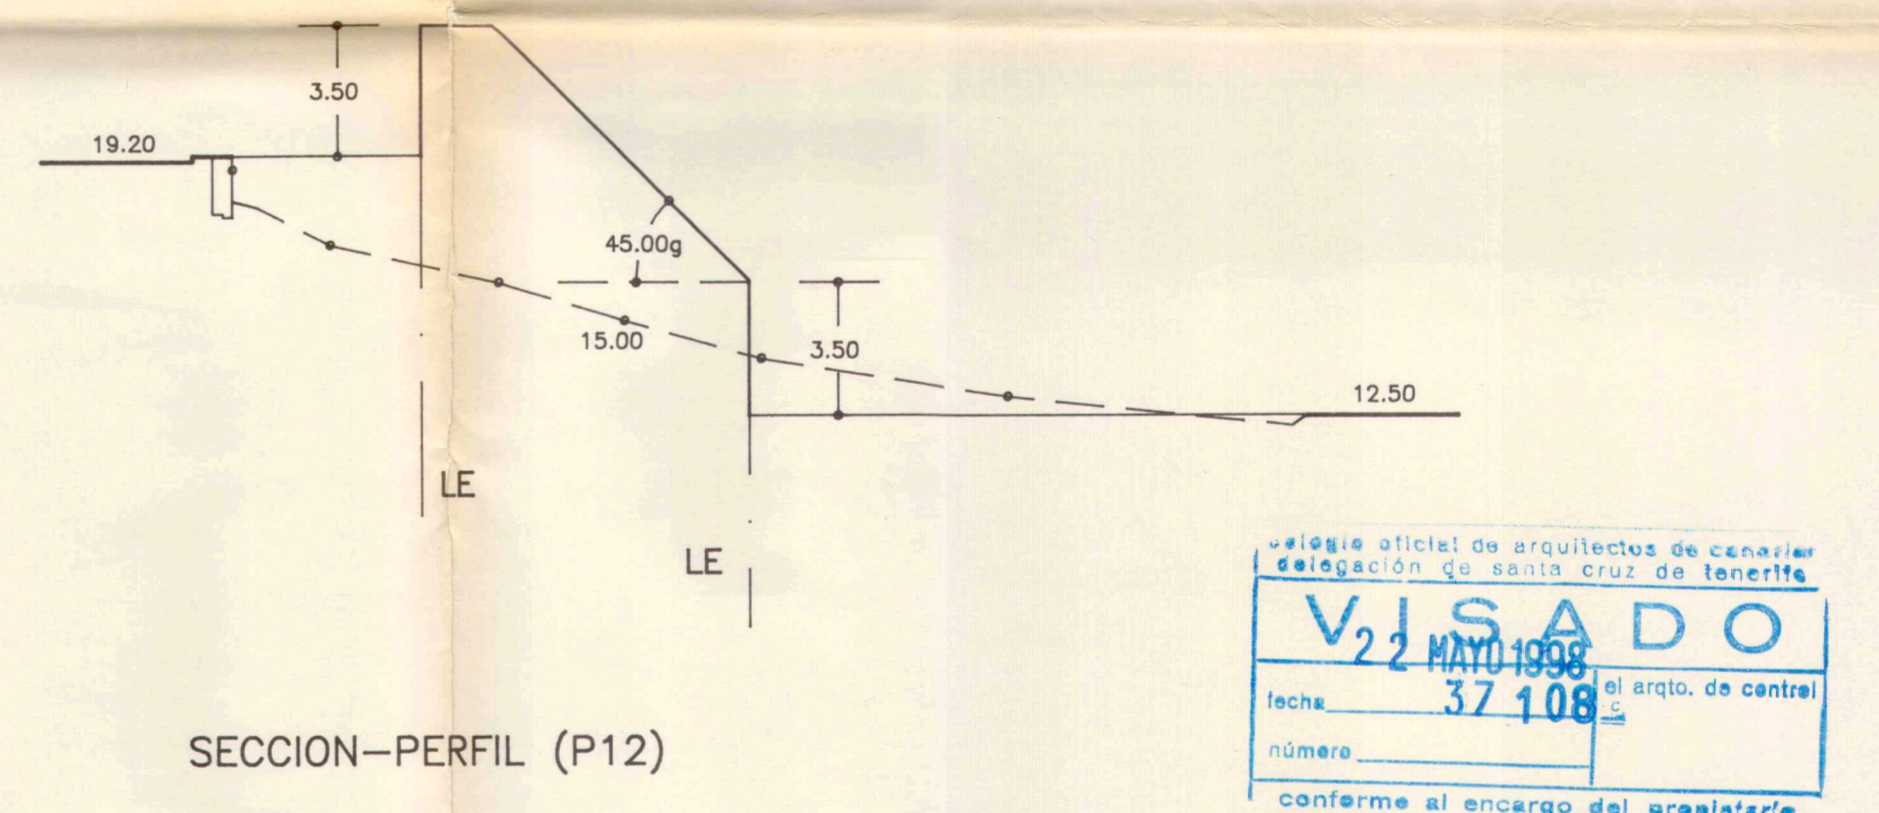 3.50
19.20
45.00g
15.00
3.50
12.50
LE
LE
SECCION-PERFIL (P12)
colegio oficial de arquitectos de canarias
delegación de santa cruz de tenerife
VISADO
22 MAYO 1998
fecha
37 108
el arqto. de control
número
conforme al encargo del propietario